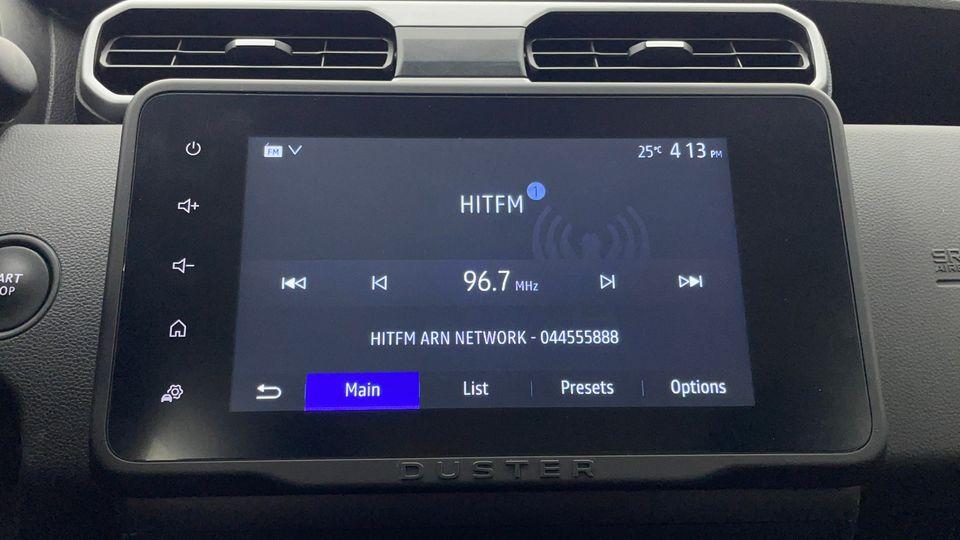 FM
25°C 4 13 PM
HITFM 1
96.7 MHz
HITFM ARN NETWORK - 044555888
Main List Presets Options
DUSTER